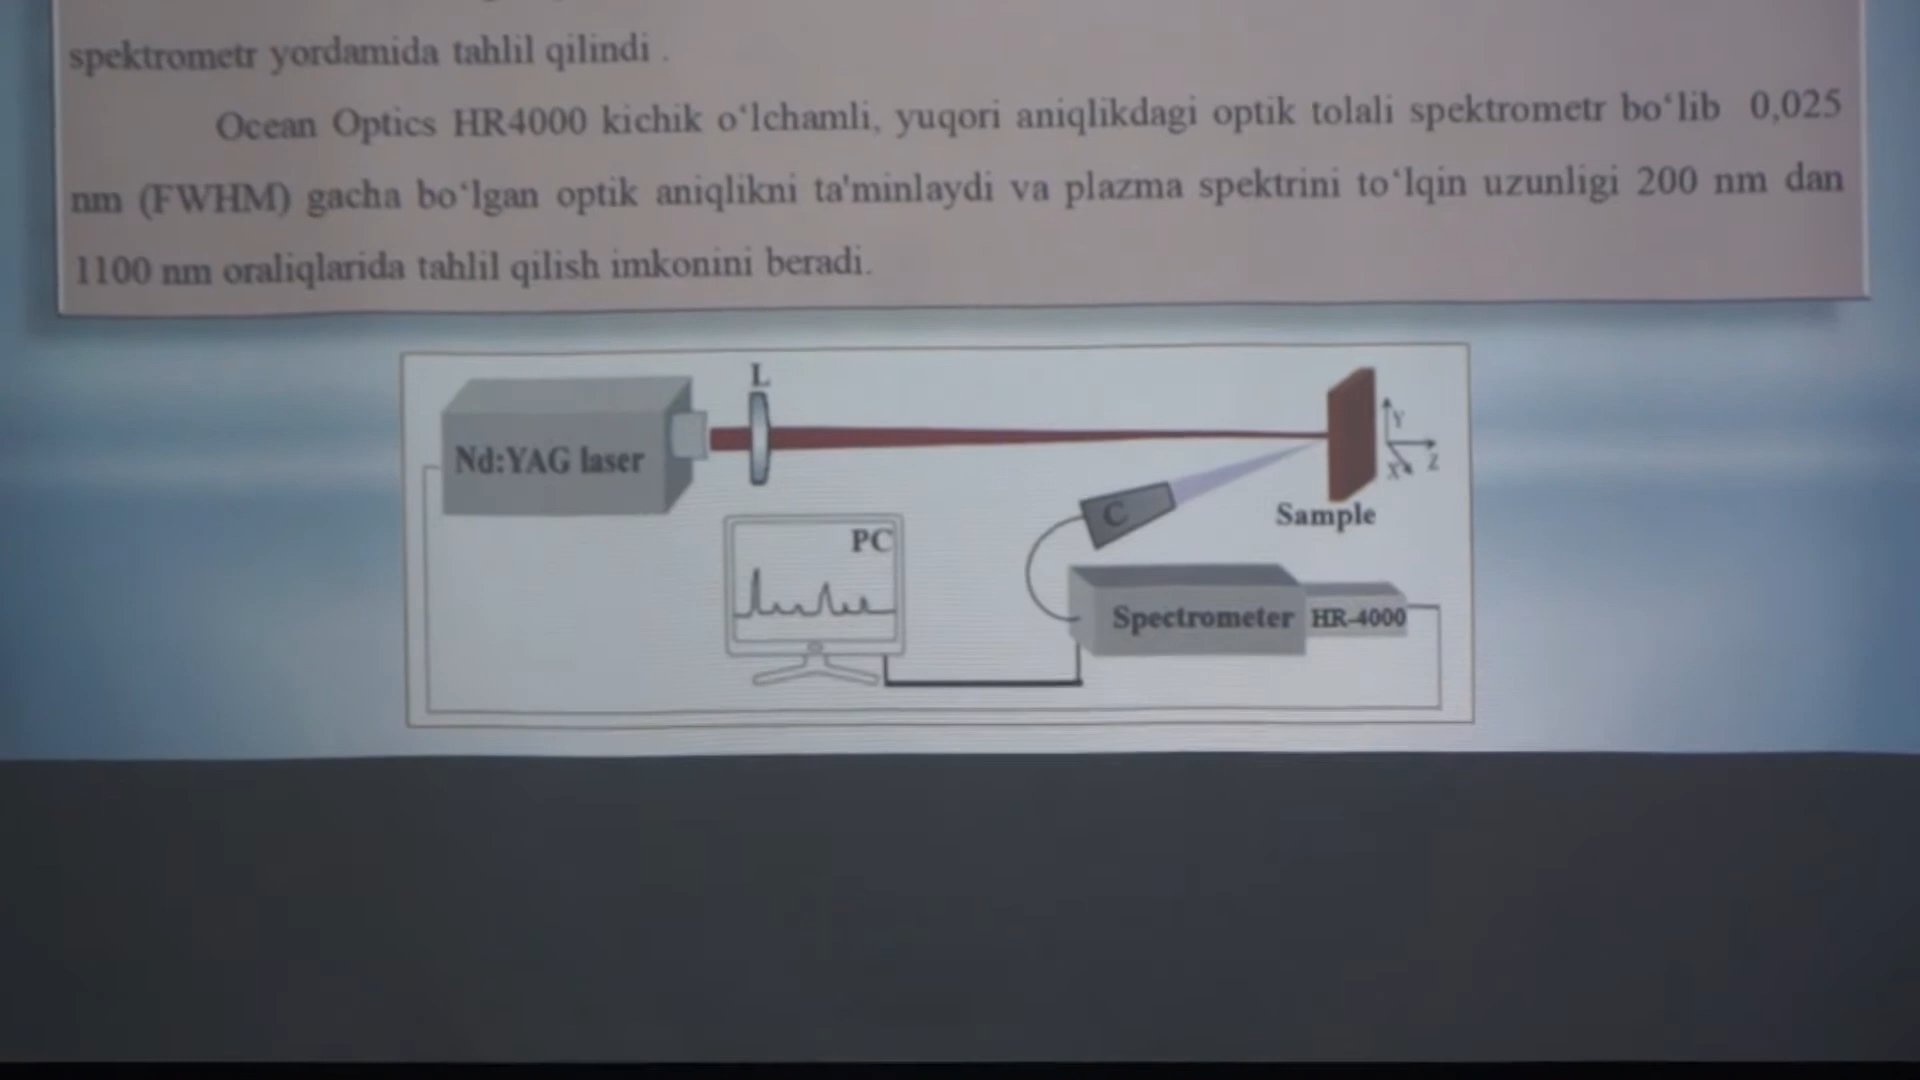 spektrometr yordamida tahlil qilindi .
Ocean Optics HR4000 kichik o‘lchamli, yuqori aniqlikdagi optik tolali spektrometr bo‘lib 0,025
nm (FWHM) gacha bo‘lgan optik aniqlikni ta'minlaydi va plazma spektrini to‘lqin uzunligi 200 nm dan
1100 nm oraliqlarida tahlil qilish imkonini beradi.
L
Nd:YAG laser
Y
X
Z
C
Sample
PC
Spectrometer HR-4000